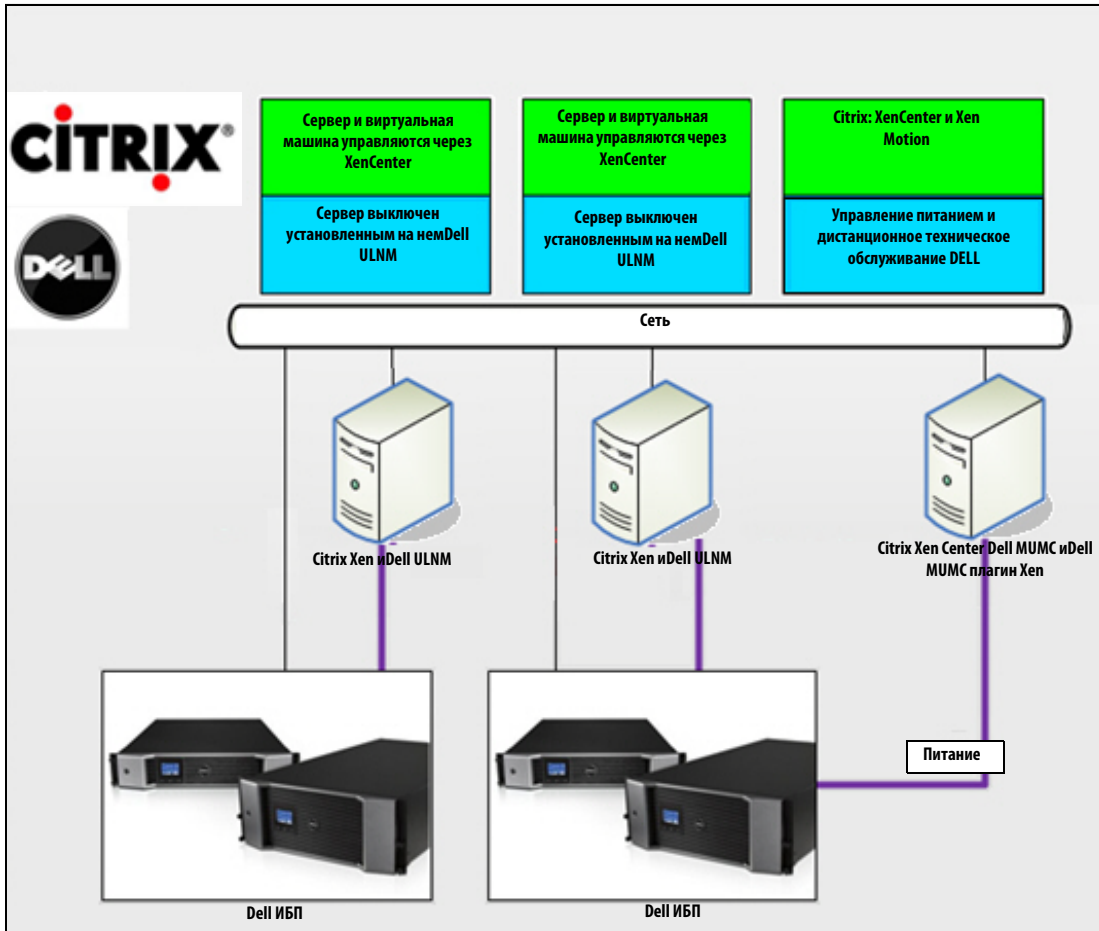 CITRIX®
DELL
Сервер и виртуальная
машина управляются через
XenCenter
Сервер выключен
установленным на немDell
ULNM
Сервер и виртуальная
машина управляются через
XenCenter
Сервер выключен
установленным на немDell
ULNM
Citrix: XenCenter и Xen
Motion
Управление питанием и
дистанционное техническое
обслуживание DELL
Сеть
Citrix Xen иDell ULNM
Citrix Xen иDell ULNM
Citrix Xen Center Dell MUMC иDell
MUMC плагин Xen
Питание
Dell ИБП
Dell ИБП